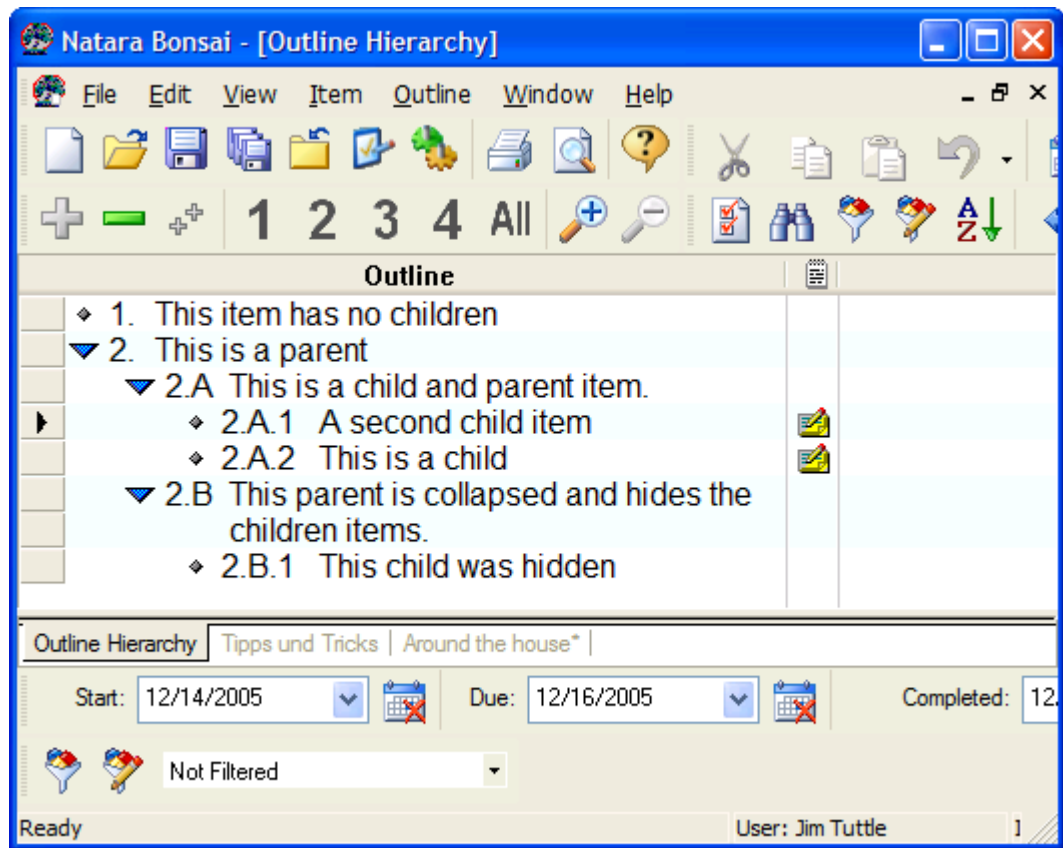 Natara Bonsai - [Outline Hierarchy]
File Edit View Item Outline Window Help
1 2 3 4 All
Outline
1. This item has no children
2. This is a parent
2.A This is a child and parent item.
2.A.1 A second child item
2.A.2 This is a child
2.B This parent is collapsed and hides the
children items.
2.B.1 This child was hidden
Outline Hierarchy Tipps und Tricks Around the house*
Start: 12/14/2005 Due: 12/16/2005 Completed: 12
Not Filtered
Ready User: Jim Tuttle